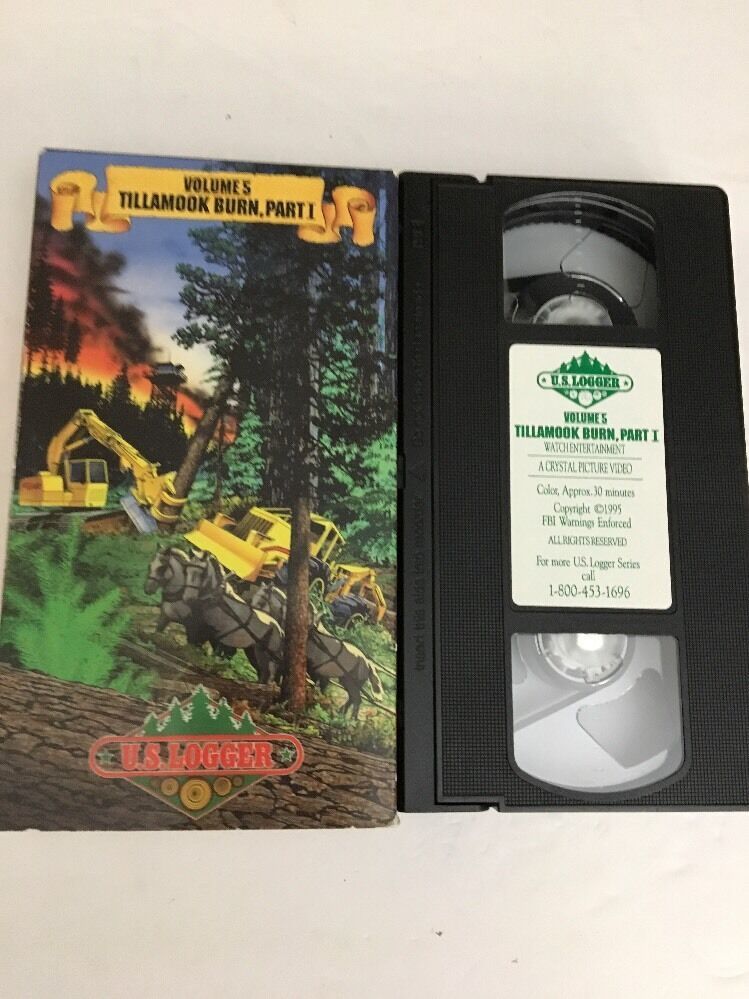 VOLUME 5
TILLAMOOK BURN, PART I
U.S. LOGGER
U.S. LOGGER
VOLUME 5
TILLAMOOK BURN, PART I
WATCH ENTERTAINMENT
A CRYSTAL PICTURE VIDEO
Color, Approx. 30 minutes
Copyright ©1995
FBI Warnings Enforced
ALL RIGHTS RESERVED
For more U.S. Logger Series
call
1-800-453-1696